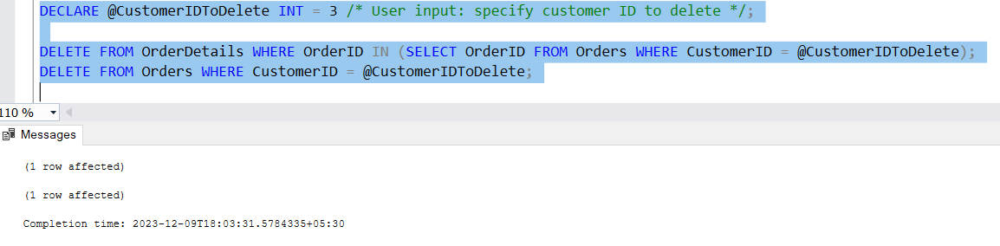 DECLARE @CustomerIDToDelete INT = 3 /* User input: specify customer ID to delete */;
DELETE FROM OrderDetails WHERE OrderID IN (SELECT OrderID FROM Orders WHERE CustomerID = @CustomerIDToDelete);
DELETE FROM Orders WHERE CustomerID = @CustomerIDToDelete;
110 %
Messages
(1 row affected)
(1 row affected)
Completion time: 2023-12-09T18:03:31.5784335+05:30